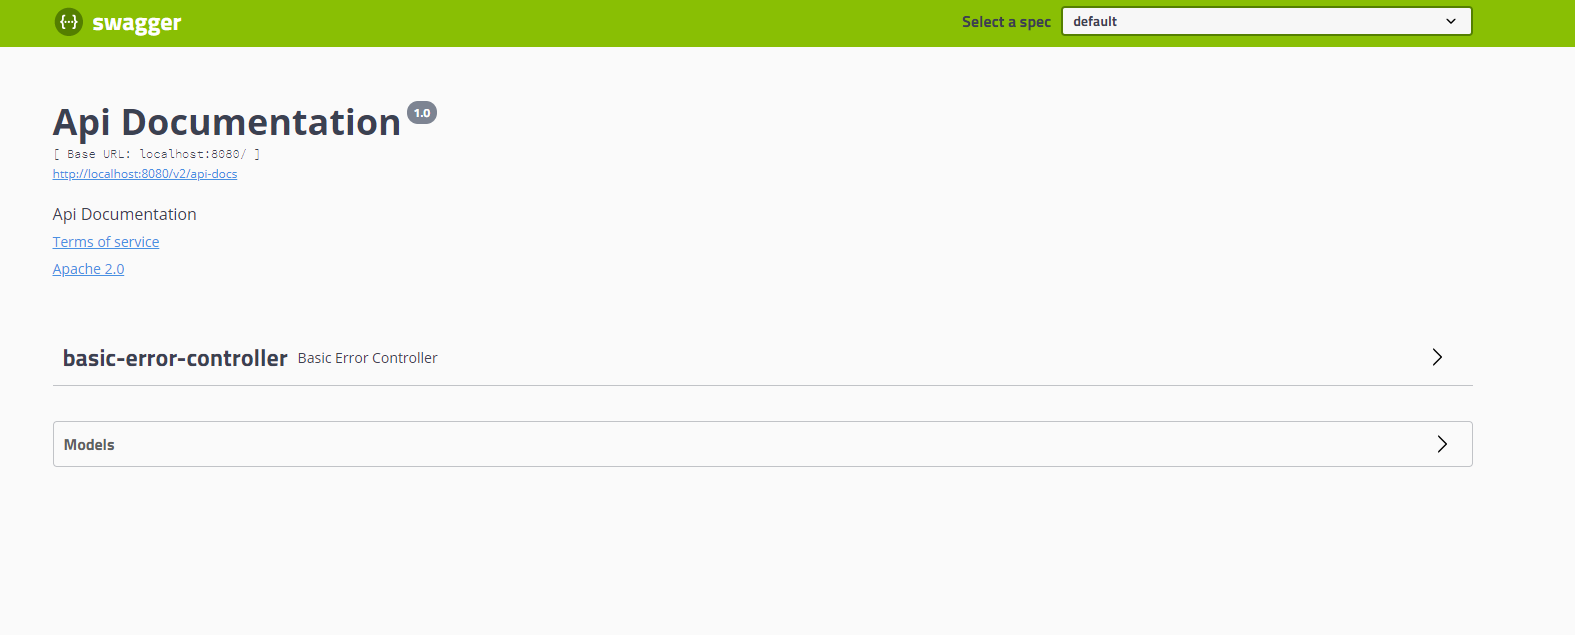 swagger
Select a spec default
Api Documentation 1.0
[ Base URL: localhost:8080/ ]
http://localhost:8080/v2/api-docs
Api Documentation
Terms of service
Apache 2.0
basic-error-controller Basic Error Controller
Models